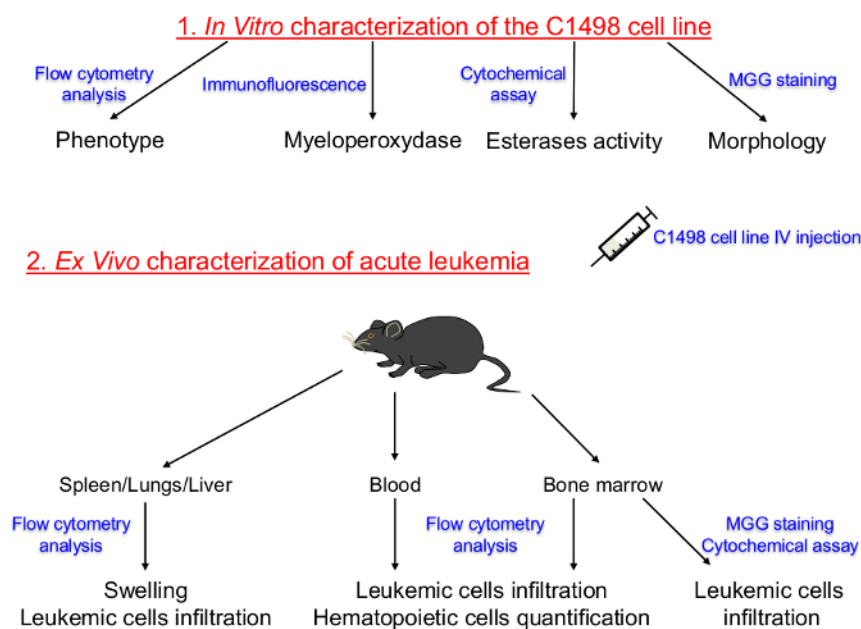 1. In Vitro characterization of the C1498 cell line
Flow cytometry
analysis
Immunofluorescence
Cytochemical
assay
MGG staining
Phenotype
Myeloperoxydase
Esterases activity
Morphology
C1498 cell line IV injection
2. Ex Vivo characterization of acute leukemia
Spleen/Lungs/Liver
Blood
Bone marrow
Flow cytometry
analysis
Flow cytometry
analysis
MGG staining
Cytochemical assay
Swelling
Leukemic cells infiltration
Leukemic cells infiltration
Hematopoietic cells quantification
Leukemic cells
infiltration